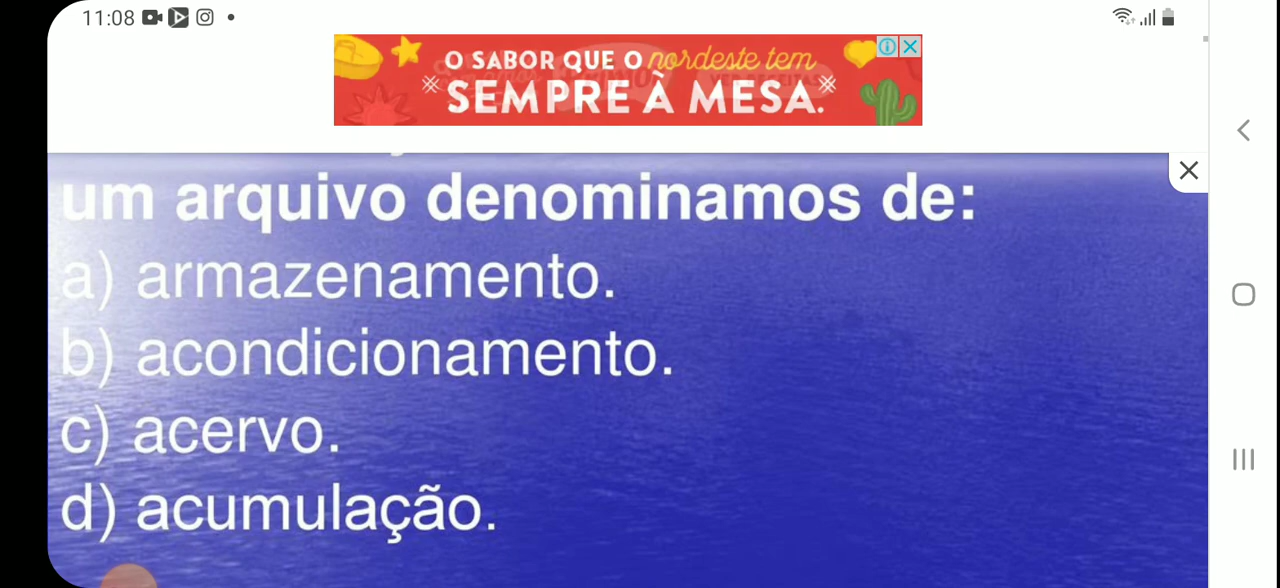 11:08
O SABOR QUE O nordeste tem
SEMPRE À MESA.
um arquivo denominamos de:
a) armazenamento.
b) acondicionamento.
c) acervo.
d) acumulação.